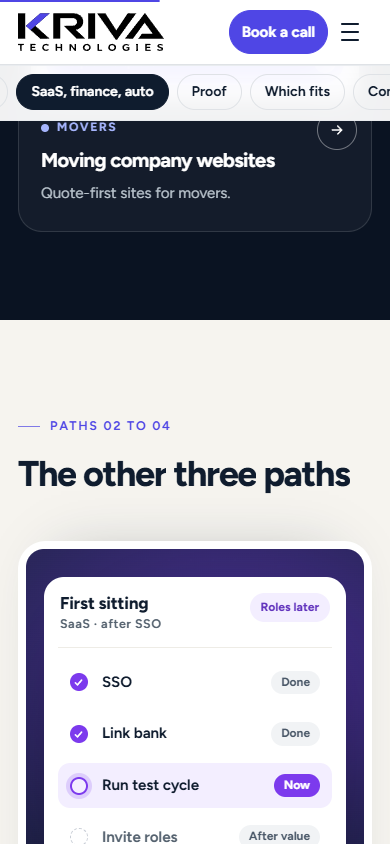 KRIVA
TECHNOLOGIES
Book a call
SaaS, finance, auto
Proof
Which fits
MOVERS
Moving company websites
Quote-first sites for movers.
PATHS 02 TO 04
The other three paths
First sitting
Roles later
SaaS · after SSO
SSO
Done
Link bank
Done
Run test cycle
Now
Invite roles
After value